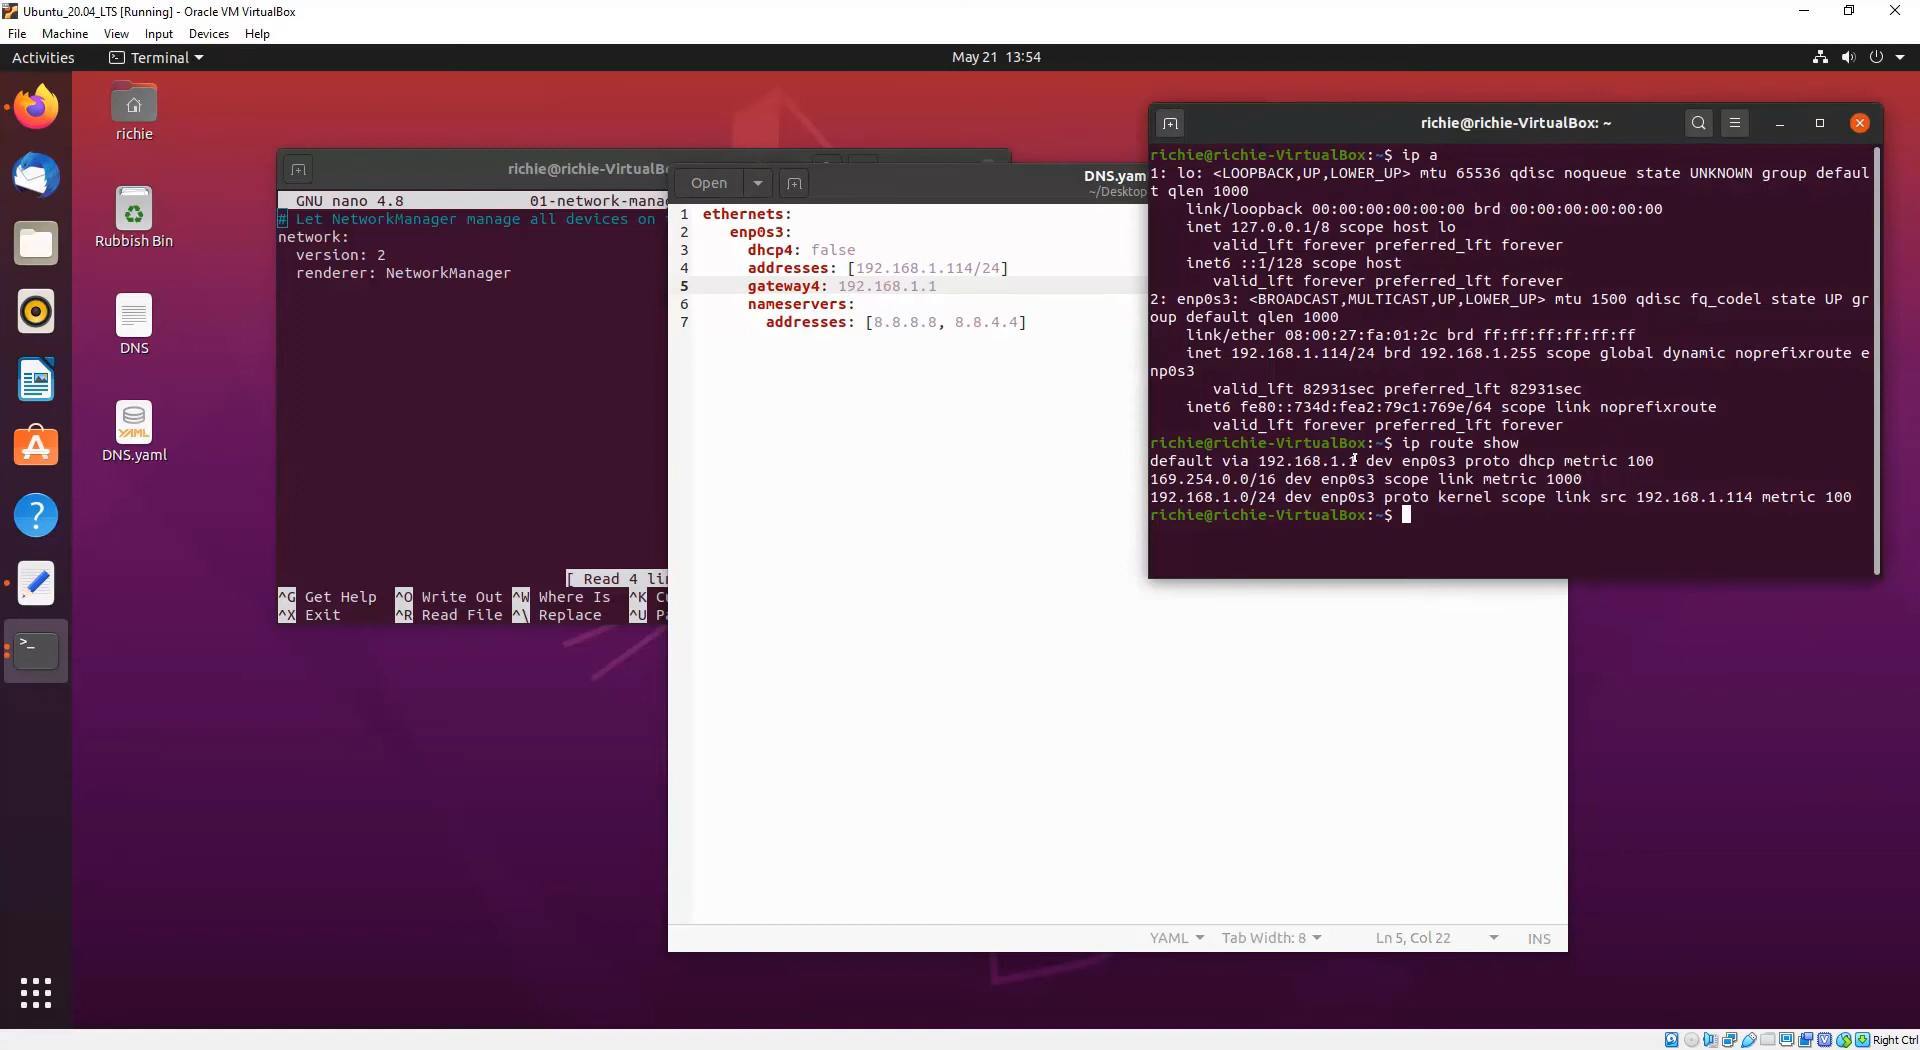 Ubuntu_20.04_LTS [Running] - Oracle VM VirtualBox
File Machine View Input Devices Help
Activities Terminal May 21 13:54
richie
Rubbish Bin
DNS
YAML
DNS.yaml
richie@richie-VirtualBo
GNU nano 4.8 01-network-mana
# Let NetworkManager manage all devices on
network:
version: 2
renderer: NetworkManager
[ Read 4 li
^G Get Help ^O Write Out ^W Where Is ^K
^X Exit ^R Read File ^\ Replace ^U
Open DNS.yam
~/Desktop
1 ethernets:
2 enp0s3:
3 dhcp4: false
4 addresses: [192.168.1.114/24]
5 gateway4: 192.168.1.1
6 nameservers:
7 addresses: [8.8.8.8, 8.8.4.4]
YAML Tab Width: 8 Ln 5, Col 22 INS
richie@richie-VirtualBox: ~
richie@richie-VirtualBox:~$ ip a
1: lo: <LOOPBACK,UP,LOWER_UP> mtu 65536 qdisc noqueue state UNKNOWN group defaul
t qlen 1000
link/loopback 00:00:00:00:00:00 brd 00:00:00:00:00:00
inet 127.0.0.1/8 scope host lo
valid_lft forever preferred_lft forever
inet6 ::1/128 scope host
valid_lft forever preferred_lft forever
2: enp0s3: <BROADCAST,MULTICAST,UP,LOWER_UP> mtu 1500 qdisc fq_codel state UP gr
oup default qlen 1000
link/ether 08:00:27:fa:01:2c brd ff:ff:ff:ff:ff:ff
inet 192.168.1.114/24 brd 192.168.1.255 scope global dynamic noprefixroute e
np0s3
valid_lft 82931sec preferred_lft 82931sec
inet6 fe80::734d:fea2:79c1:769e/64 scope link noprefixroute
valid_lft forever preferred_lft forever
richie@richie-VirtualBox:~$ ip route show
default via 192.168.1.1 dev enp0s3 proto dhcp metric 100
169.254.0.0/16 dev enp0s3 scope link metric 1000
192.168.1.0/24 dev enp0s3 proto kernel scope link src 192.168.1.114 metric 100
richie@richie-VirtualBox:~$
Right Ctrl